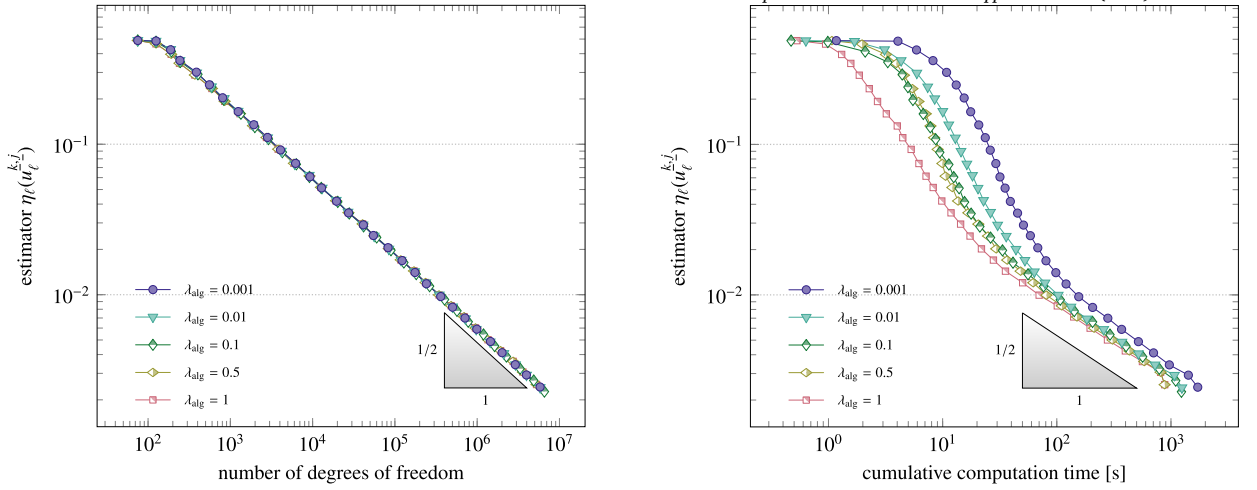 10^{-1}
10^{-2}
estimator η_ℓ(u_ℓ^{k,j})
λ_alg = 0.001
λ_alg = 0.01
λ_alg = 0.1
λ_alg = 0.5
λ_alg = 1
1/2
1
10^2 10^3 10^4 10^5 10^6 10^7
number of degrees of freedom
10^{-1}
10^{-2}
estimator η_ℓ(u_ℓ^{k,j})
λ_alg = 0.001
λ_alg = 0.01
λ_alg = 0.1
λ_alg = 0.5
λ_alg = 1
1/2
1
10^0 10^1 10^2 10^3
cumulative computation time [s]